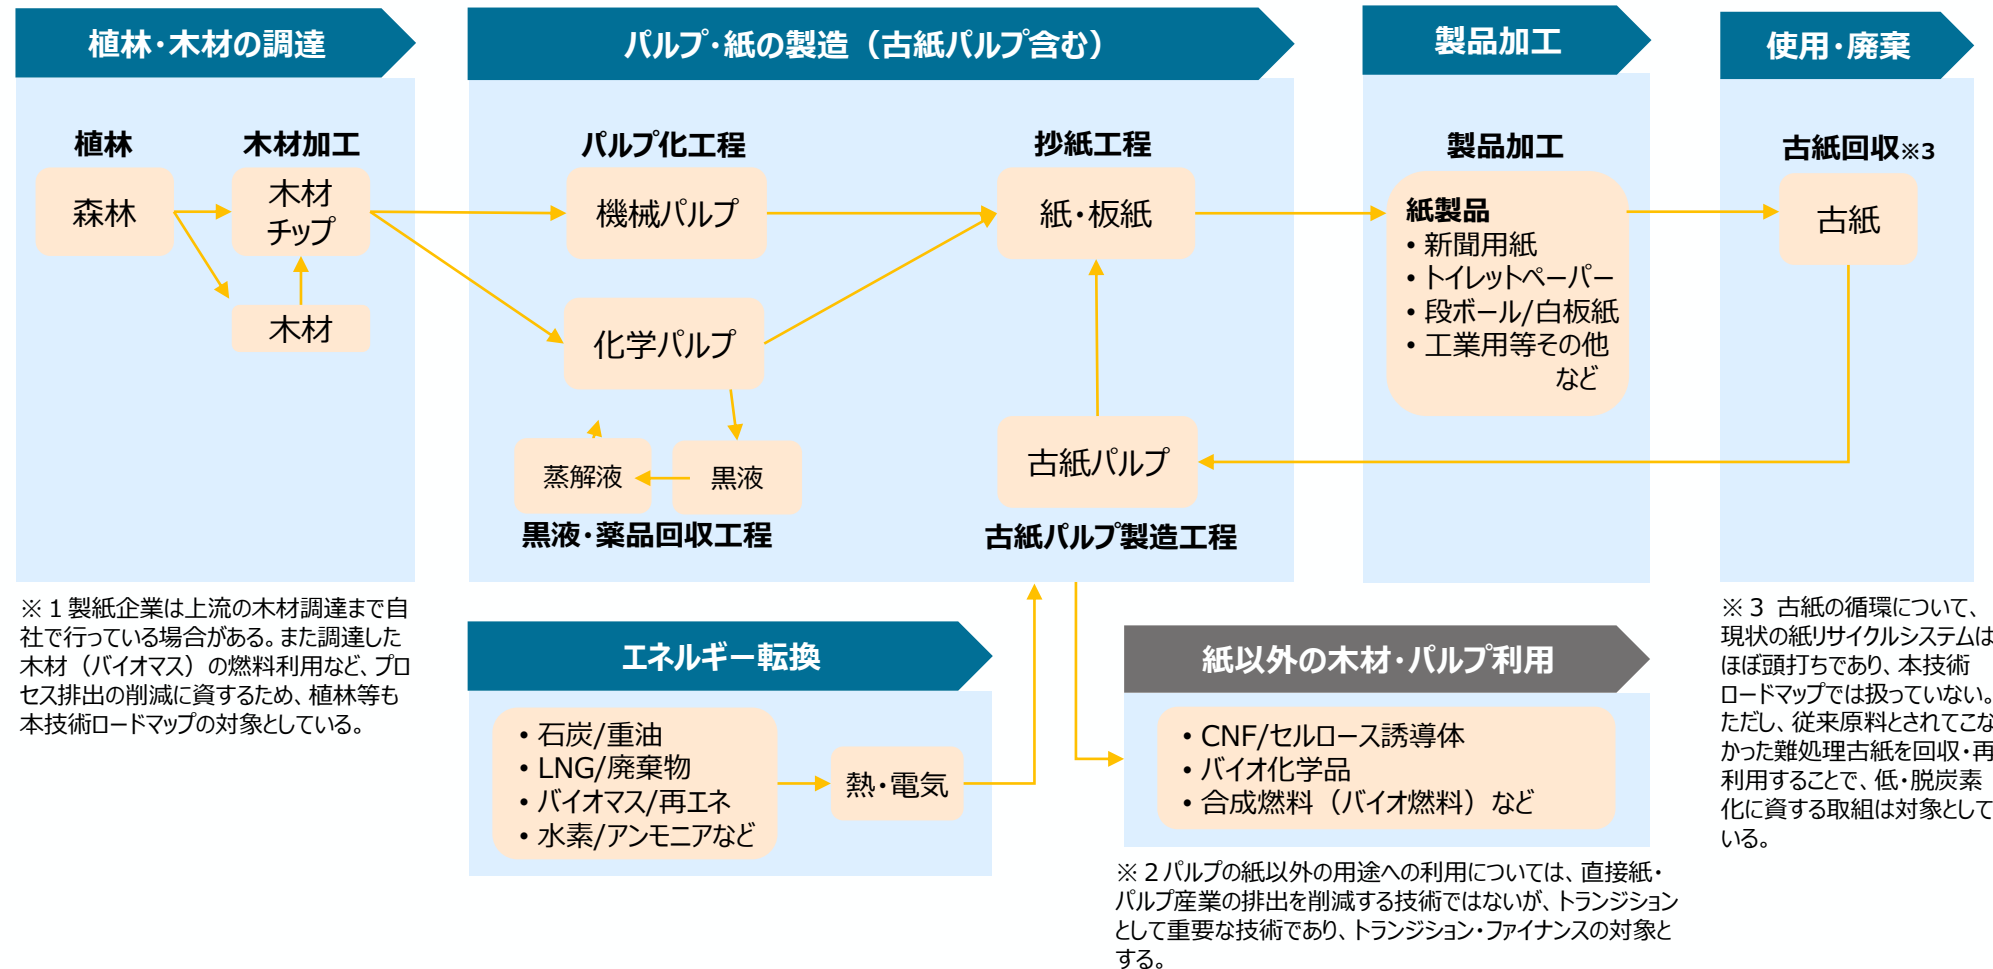 植林・木材の調達
植林
木材加工
森林
木材
チップ
木材
※１製紙企業は上流の木材調達まで自
社で行っている場合がある。また調達した
木材（バイオマス）の燃料利用など、プロ
セス排出の削減に資するため、植林等も
本技術ロードマップの対象としている。
パルプ・紙の製造（古紙パルプ含む）
パルプ化工程
抄紙工程
機械パルプ
紙・板紙
化学パルプ
蒸解液
黒液
黒液・薬品回収工程
古紙パルプ
古紙パルプ製造工程
製品加工
製品加工
紙製品
・新聞用紙
・トイレットペーパー
・段ボール/白板紙
・工業用等その他
など
使用・廃棄
古紙回収※3
古紙
※３ 古紙の循環について、
現状の紙リサイクルシステムは
ほぼ頭打ちであり、本技術
ロードマップでは扱っていない。
ただし、従来原料とされてこな
かった難処理古紙を回収・再
利用することで、低・脱炭素
化に資する取組は対象として
いる。
エネルギー転換
・石炭/重油
・LNG/廃棄物
・バイオマス/再エネ
・水素/アンモニアなど
熱・電気
紙以外の木材・パルプ利用
・CNF/セルロース誘導体
・バイオ化学品
・合成燃料（バイオ燃料）など
※２パルプの紙以外の用途への利用については、直接紙・
パルプ産業の排出を削減する技術ではないが、トランジション
として重要な技術であり、トランジション・ファイナンスの対象と
する。